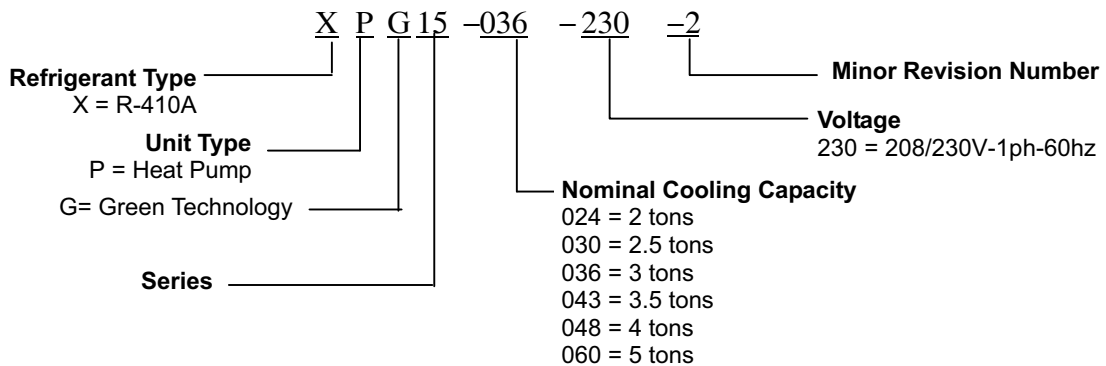 X P G 15 –036 –230 –2
Refrigerant Type
X = R-410A
Minor Revision Number
Voltage
230 = 208/230V-1ph-60hz
Unit Type
P = Heat Pump
G= Green Technology
Nominal Cooling Capacity
024 = 2 tons
030 = 2.5 tons
036 = 3 tons
043 = 3.5 tons
048 = 4 tons
060 = 5 tons
Series